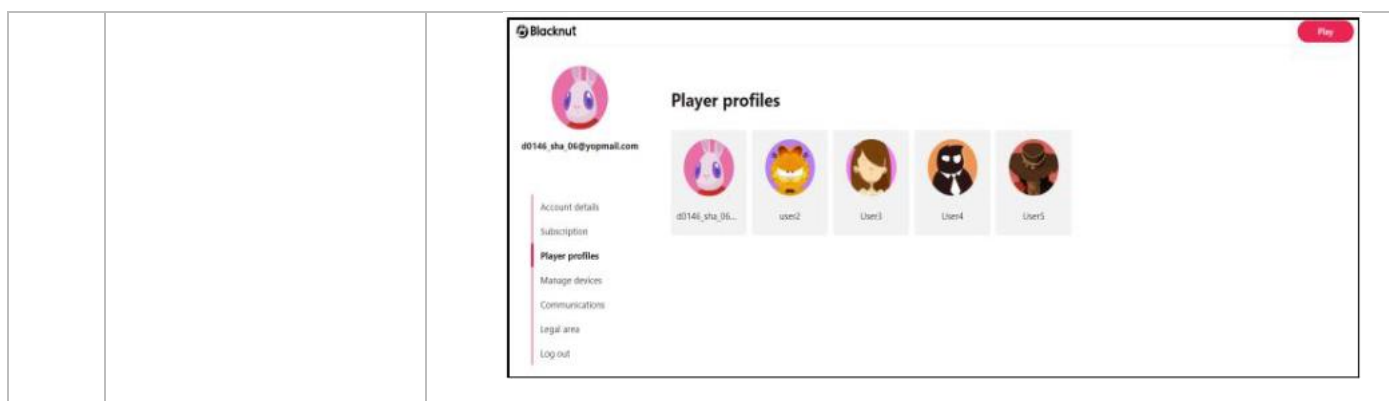 Blacknut
Play
Player profiles
d0146_sha_06@yopmail.com
d0146_sha_06...
user2
User3
User4
User5
Account details
Subscription
Player profiles
Manage devices
Communications
Legal area
Log out